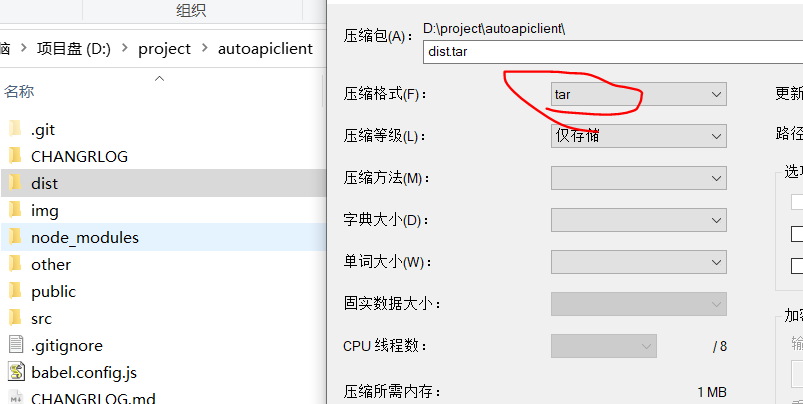 组织
项目盘 (D:) › project › autoapiclient
名称
.git
CHANGRLOG
dist
img
node_modules
other
public
src
.gitignore
babel.config.js
CHANGRLOG.md
压缩包(A)：
D:\project\autoapiclient\
dist.tar
压缩格式(F)：
tar
压缩等级(L)：
仅存储
压缩方法(M)：
字典大小(D)：
单词大小(W)：
固实数据大小：
CPU 线程数：
/ 8
压缩所需内存：
1 MB
更新
路径
选项
加密